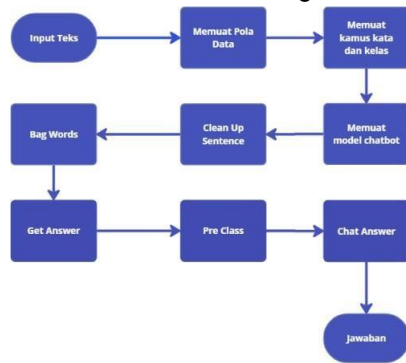 Input Teks
Memuat Pola
Data
Memuat
kamus kata
dan kelas
Memuat
model chatbot
Clean Up
Sentence
Bag Words
Get Answer
Pre Class
Chat Answer
Jawaban